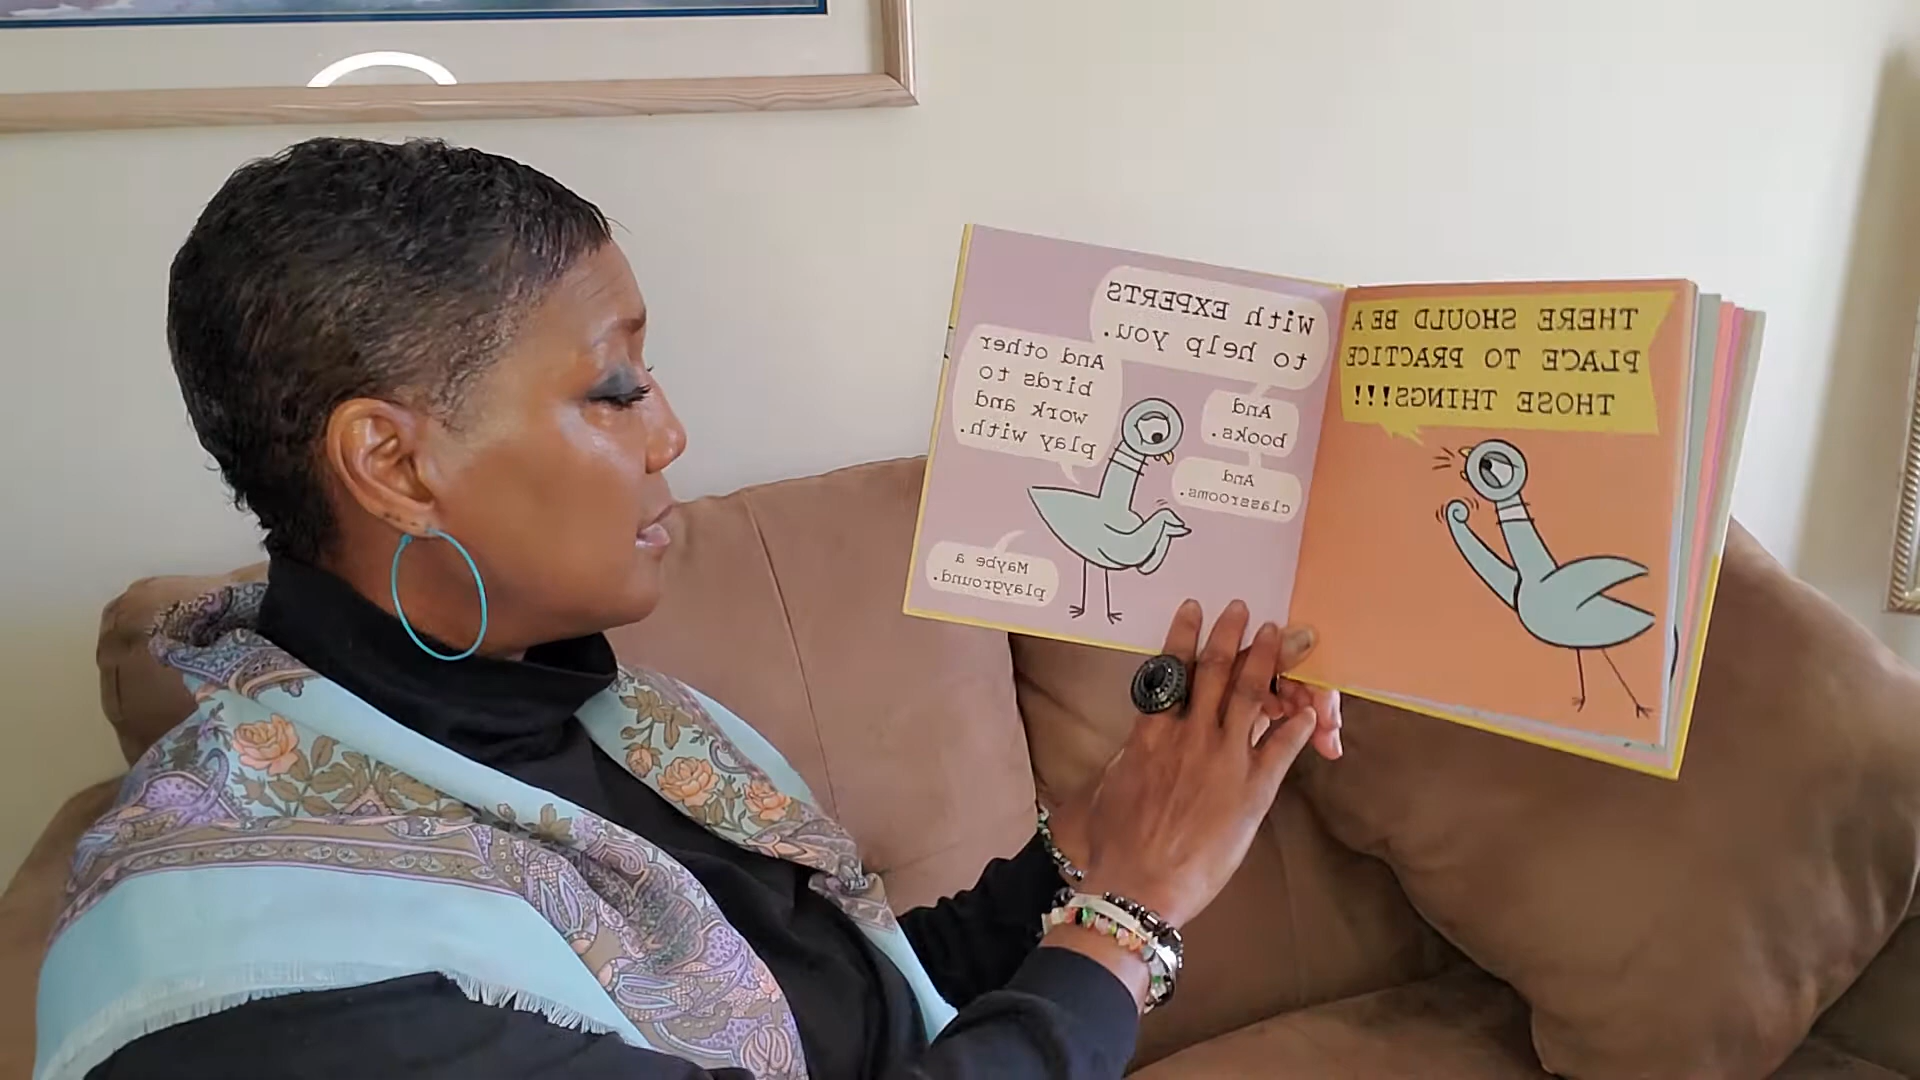 THERE SHOULD BE A
PLACE TO PRACTICE
THOSE THINGS!!!
With EXPERTS
to help you.
And
books.
And
classrooms.
And other
birds to
work and
play with.
Maybe a
playground.